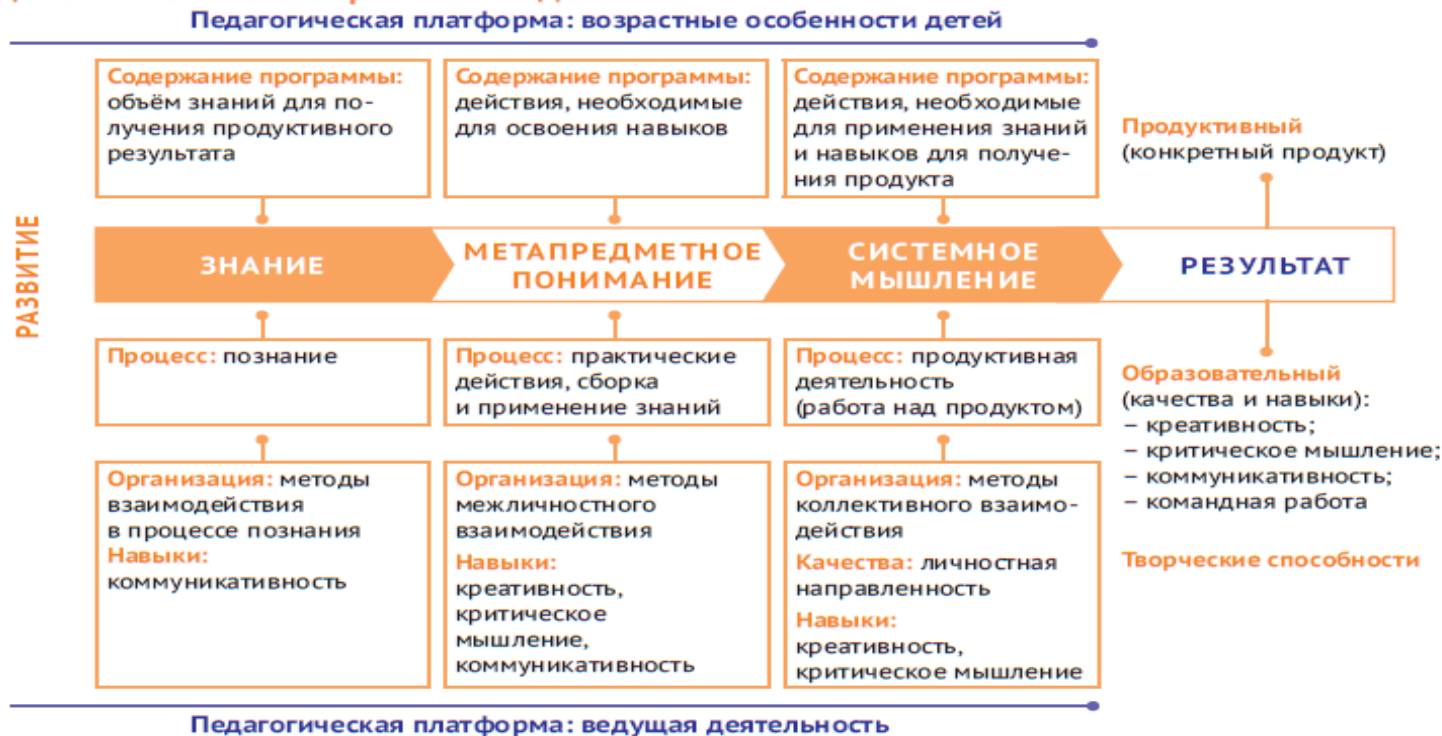 Педагогическая платформа: возрастные особенности детей
Содержание программы:
объём знаний для по-
лучения продуктивного
результата
Содержание программы:
действия, необходимые
для освоения навыков
Содержание программы:
действия, необходимые
для применения знаний
и навыков для получе-
ния продукта
Продуктивный
(конкретный продукт)
РАЗВИТИЕ
ЗНАНИЕ
МЕТАПРЕДМЕТНОЕ
ПОНИМАНИЕ
СИСТЕМНОЕ
МЫШЛЕНИЕ
РЕЗУЛЬТАТ
Процесс: познание
Процесс: практические
действия, сборка
и применение знаний
Процесс: продуктивная
деятельность
(работа над продуктом)
Образовательный
(качества и навыки):
– креативность;
– критическое мышление;
– коммуникативность;
– командная работа
Творческие способности
Организация: методы
взаимодействия
в процессе познания
Навыки:
коммуникативность
Организация: методы
межличностного
взаимодействия
Навыки:
креативность,
критическое
мышление,
коммуникативность
Организация: методы
коллективного взаимо-
действия
Качества: личностная
направленность
Навыки:
креативность,
критическое мышление
Педагогическая платформа: ведущая деятельность